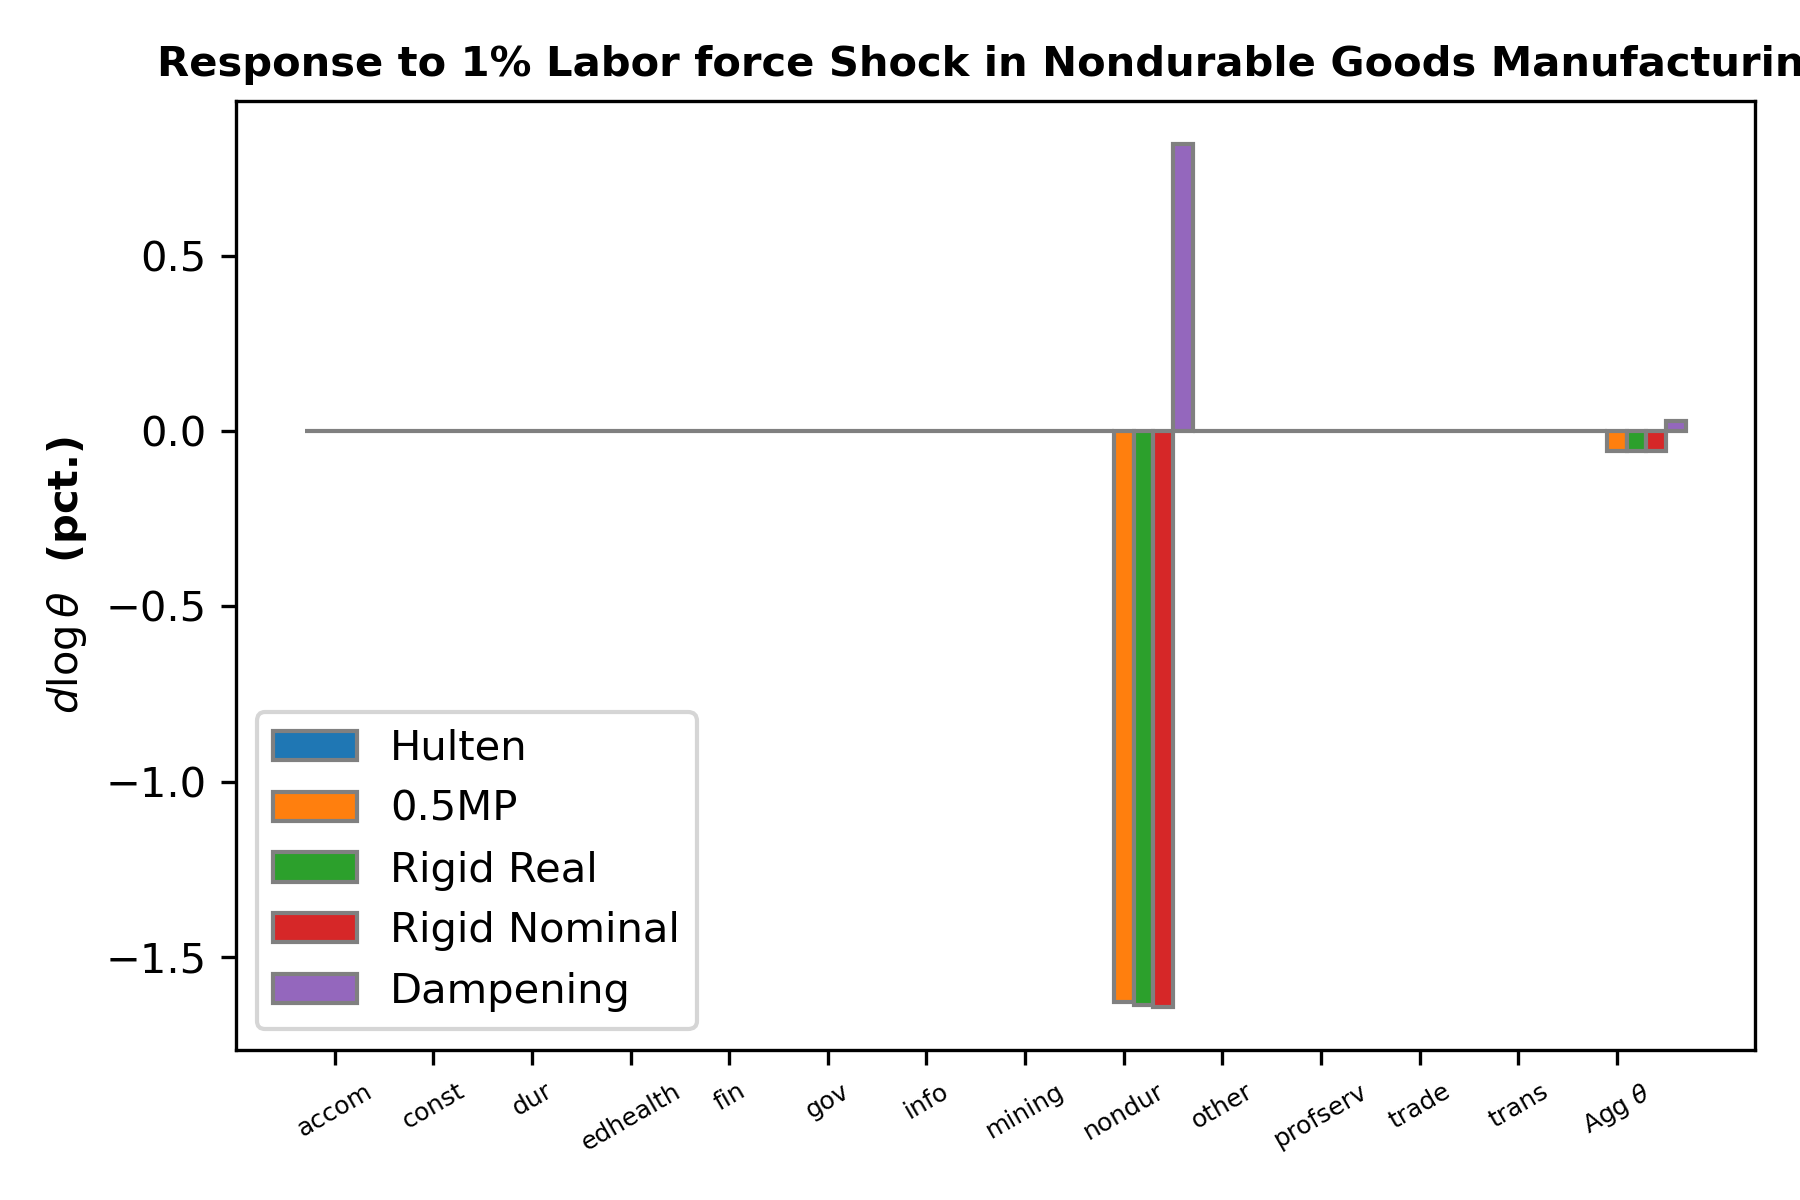 Response to 1% Labor force Shock in Nondurable Goods Manufacturin
dlog θ (pct.)
0.5
0.0
−0.5
−1.0
−1.5
Hulten
0.5MP
Rigid Real
Rigid Nominal
Dampening
accom const dur edhealth fin gov info mining nondur other profserv trade trans Agg θ